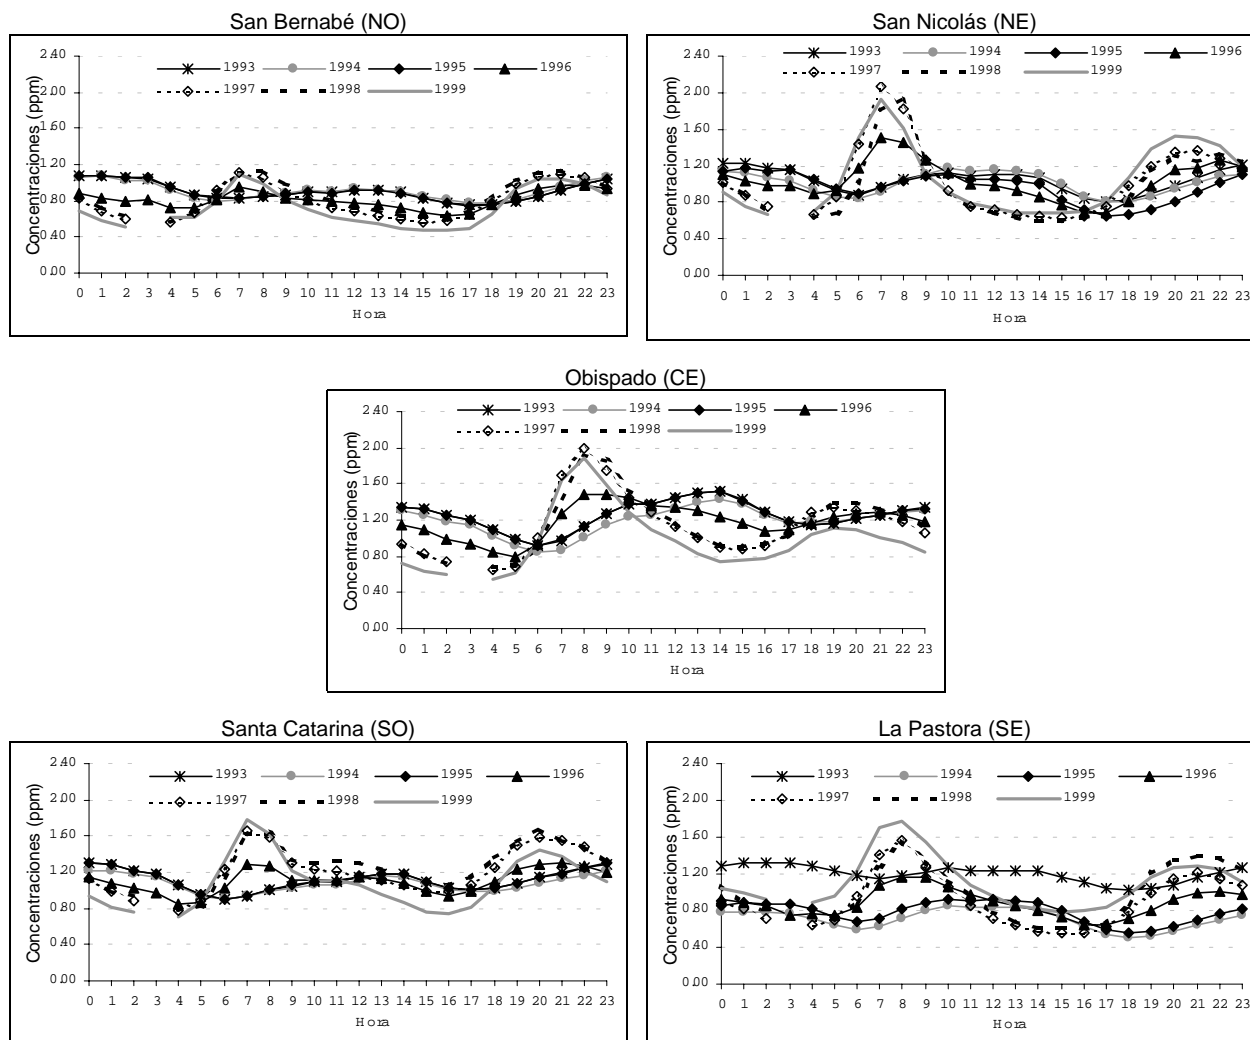 San Bernabé (NO)
Concentraciones (ppm)
2.40
2.00
1.60
1.20
0.80
0.40
0.00
1993 1994 1995 1996
1997 1998 1999
0 1 2 3 4 5 6 7 8 9 10 11 12 13 14 15 16 17 18 19 20 21 22 23
Hora
San Nicolás (NE)
Concentraciones (ppm)
2.40
2.00
1.60
1.20
0.80
0.40
0.00
1993 1994 1995 1996
1997 1998 1999
0 1 2 3 4 5 6 7 8 9 10 11 12 13 14 15 16 17 18 19 20 21 22 23
Hora
Obispado (CE)
Concentraciones (ppm)
2.40
2.00
1.60
1.20
0.80
0.40
0.00
1993 1994 1995 1996
1997 1998 1999
0 1 2 3 4 5 6 7 8 9 10 11 12 13 14 15 16 17 18 19 20 21 22 23
Hora
Santa Catarina (SO)
Concentraciones (ppm)
2.40
2.00
1.60
1.20
0.80
0.40
0.00
1993 1994 1995 1996
1997 1998 1999
0 1 2 3 4 5 6 7 8 9 10 11 12 13 14 15 16 17 18 19 20 21 22 23
Hora
La Pastora (SE)
Concentraciones (ppm)
2.40
2.00
1.60
1.20
0.80
0.40
0.00
1993 1994 1995 1996
1997 1998 1999
0 1 2 3 4 5 6 7 8 9 10 11 12 13 14 15 16 17 18 19 20 21 22 23
Hora